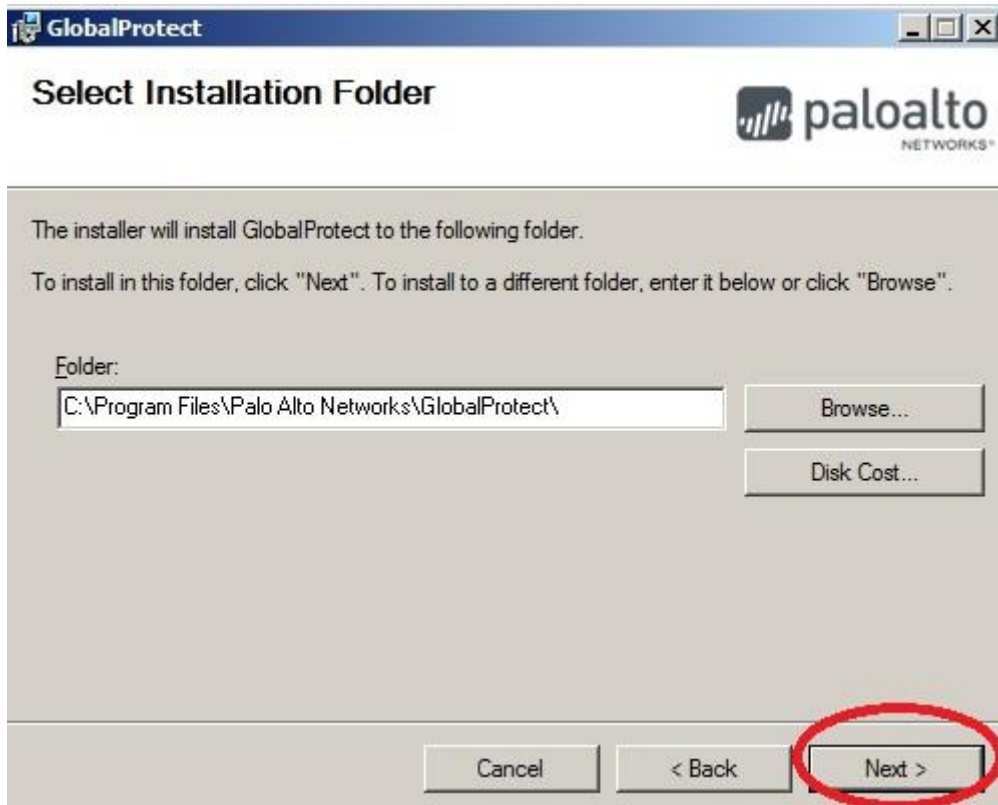 GlobalProtect
Select Installation Folder
paloalto
NETWORKS®
The installer will install GlobalProtect to the following folder.
To install in this folder, click "Next". To install to a different folder, enter it below or click "Browse".
Folder:
C:\Program Files\Palo Alto Networks\GlobalProtect\
Browse...
Disk Cost...
Cancel
< Back
Next >